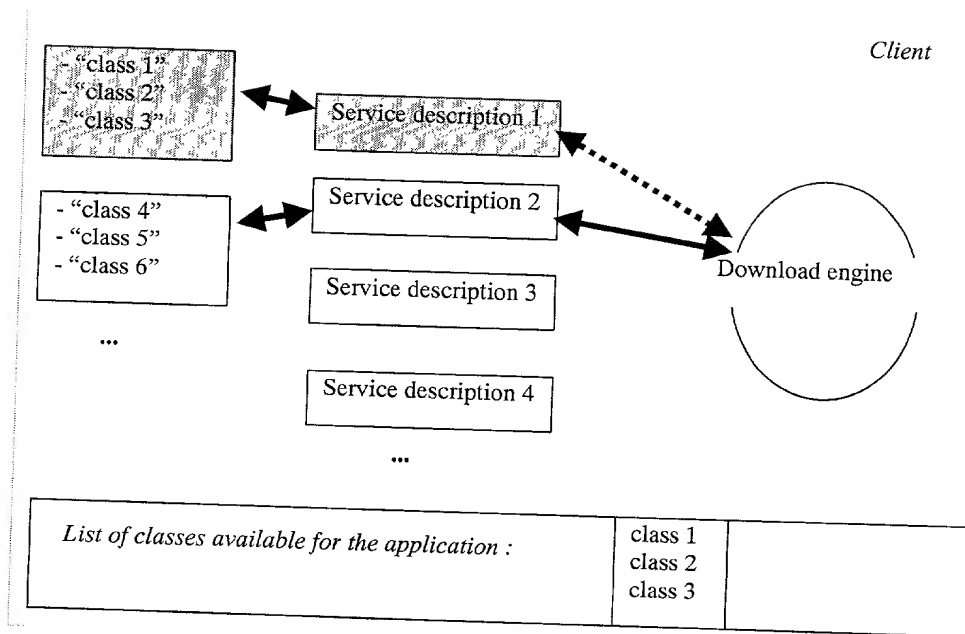 Client
- “class 1”
- “class 2”
- “class 3”
Service description 1
- “class 4”
- “class 5”
- “class 6”
...
Service description 2
Service description 3
Service description 4
...
Download engine
List of classes available for the application :
class 1
class 2
class 3